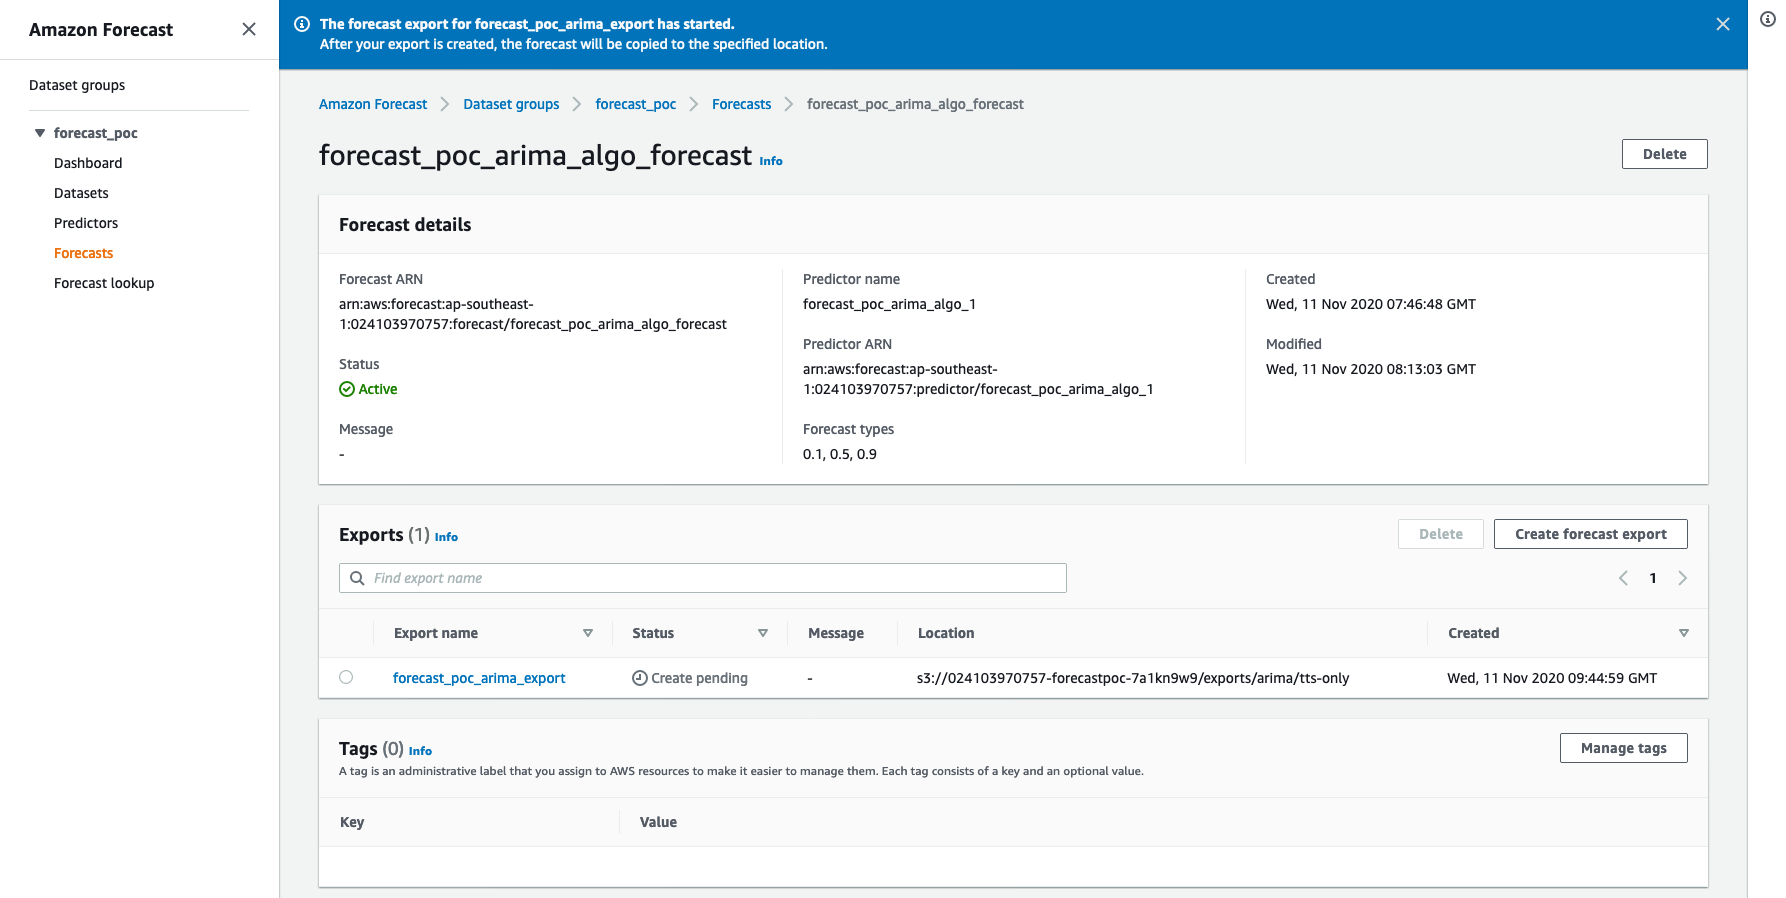 Amazon Forecast
Dataset groups
forecast_poc
Dashboard
Datasets
Predictors
Forecasts
Forecast lookup
The forecast export for forecast_poc_arima_export has started.
After your export is created, the forecast will be copied to the specified location.
Amazon Forecast Dataset groups forecast_poc Forecasts forecast_poc_arima_algo_forecast
forecast_poc_arima_algo_forecast Info
Delete
Forecast details
Forecast ARN
arn:aws:forecast:ap-southeast-
1:024103970757:forecast/forecast_poc_arima_algo_forecast
Status
Active
Message
-
Predictor name
forecast_poc_arima_algo_1
Predictor ARN
arn:aws:forecast:ap-southeast-
1:024103970757:predictor/forecast_poc_arima_algo_1
Forecast types
0.1, 0.5, 0.9
Created
Wed, 11 Nov 2020 07:46:48 GMT
Modified
Wed, 11 Nov 2020 08:13:03 GMT
Exports (1) Info
Delete Create forecast export
Find export name
1
Export name Status Message Location Created
forecast_poc_arima_export Create pending - s3://024103970757-forecastpoc-7a1kn9w9/exports/arima/tts-only Wed, 11 Nov 2020 09:44:59 GMT
Tags (0) Info
Manage tags
A tag is an administrative label that you assign to AWS resources to make it easier to manage them. Each tag consists of a key and an optional value.
Key Value